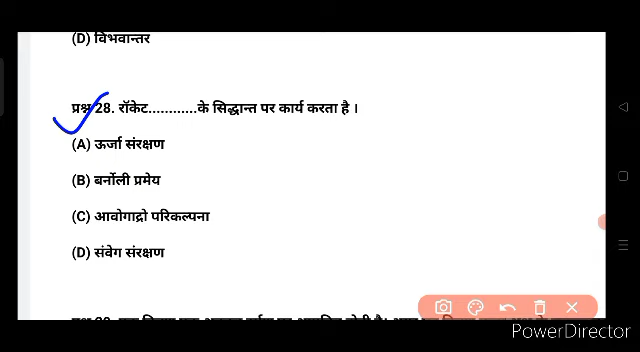 (D) विभवान्तर
प्रश्न 28. रॉकेट............के सिद्धान्त पर कार्य करता है ।
(A) ऊर्जा संरक्षण
(B) बर्नोली प्रमेय
(C) आवोगाद्रो परिकल्पना
(D) संवेग संरक्षण
PowerDirector